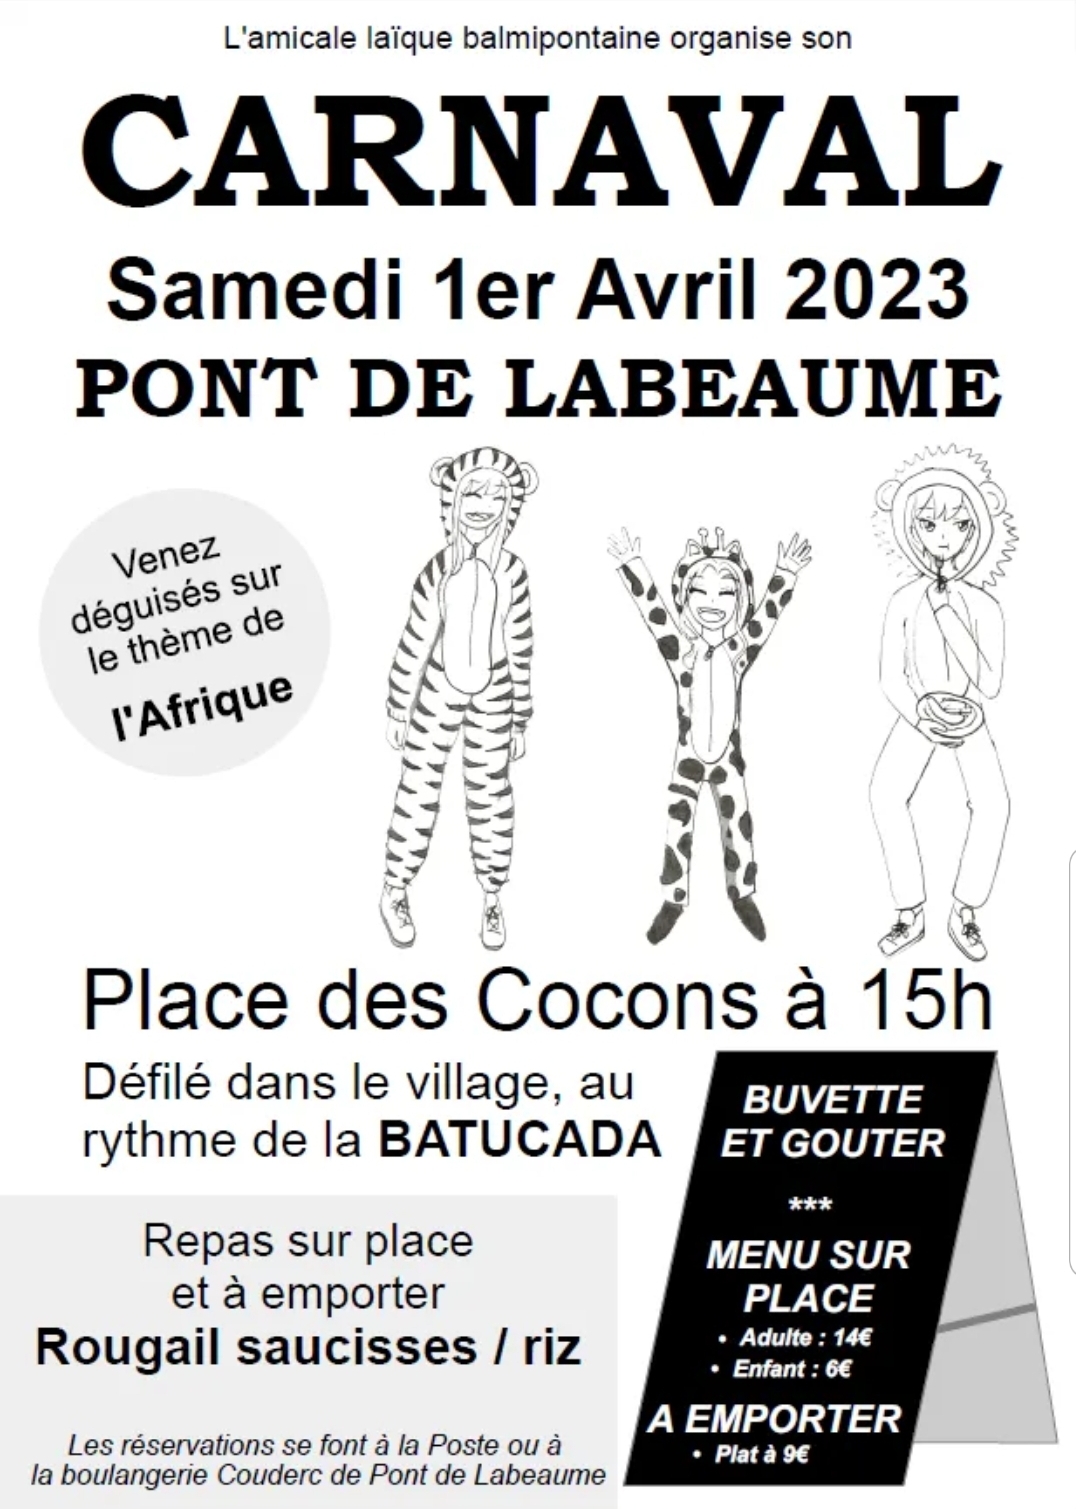 L'amicale laïque balmipontaine organise son
CARNAVAL
Samedi 1er Avril 2023
PONT DE LABEAUME
Venez
déguisés sur
le thème de
l'Afrique
Place des Cocons à 15h
Défilé dans le village, au
rythme de la BATUCADA
Repas sur place
et à emporter
Rougail saucisses / riz
Les réservations se font à la Poste ou à
la boulangerie Couderc de Pont de Labeaume
BUVETTE
ET GOUTER
***
MENU SUR
PLACE
• Adulte : 14€
• Enfant : 6€
A EMPORTER
• Plat à 9€